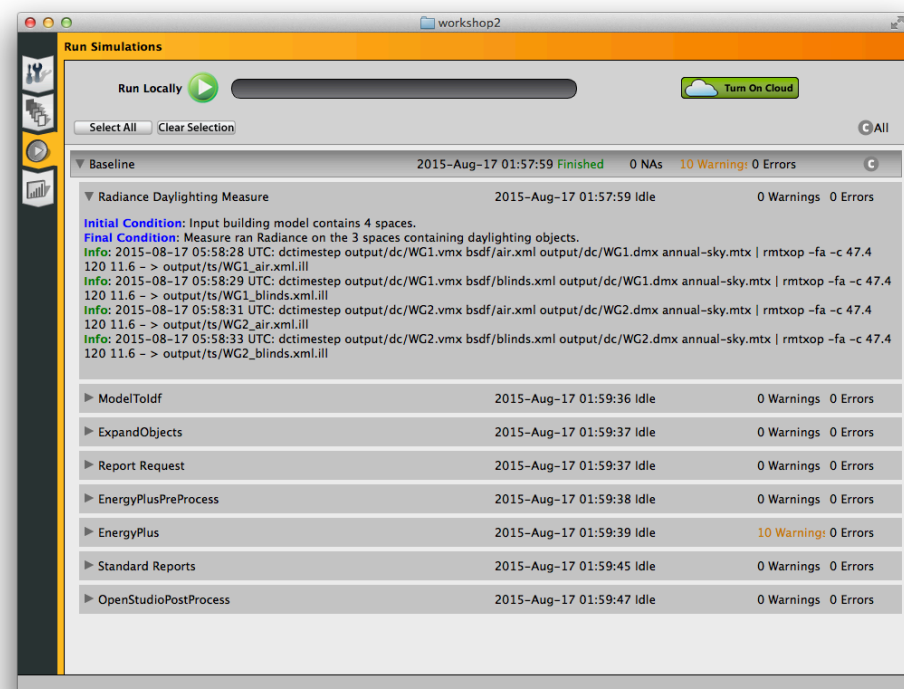 workshop2
Run Simulations
Run Locally
Turn On Cloud
Select All Clear Selection
C All
Baseline 2015-Aug-17 01:57:59 Finished 0 NAs 10 Warning: 0 Errors C
Radiance Daylighting Measure 2015-Aug-17 01:57:59 Idle 0 Warnings 0 Errors
Initial Condition: Input building model contains 4 spaces.
Final Condition: Measure ran Radiance on the 3 spaces containing daylighting objects.
Info: 2015-08-17 05:58:28 UTC: dctimestep output/dc/WG1.vmx bsdf/air.xml output/dc/WG1.dmx annual-sky.mtx | rmtxop -fa -c 47.4
120 11.6 - > output/ts/WG1_air.xml.ill
Info: 2015-08-17 05:58:29 UTC: dctimestep output/dc/WG1.vmx bsdf/blinds.xml output/dc/WG1.dmx annual-sky.mtx | rmtxop -fa -c 47.4
120 11.6 - > output/ts/WG1_blinds.xml.ill
Info: 2015-08-17 05:58:31 UTC: dctimestep output/dc/WG2.vmx bsdf/air.xml output/dc/WG2.dmx annual-sky.mtx | rmtxop -fa -c 47.4
120 11.6 - > output/ts/WG2_air.xml.ill
Info: 2015-08-17 05:58:33 UTC: dctimestep output/dc/WG2.vmx bsdf/blinds.xml output/dc/WG2.dmx annual-sky.mtx | rmtxop -fa -c 47.4
120 11.6 - > output/ts/WG2_blinds.xml.ill
ModelToIdf 2015-Aug-17 01:59:36 Idle 0 Warnings 0 Errors
ExpandObjects 2015-Aug-17 01:59:37 Idle 0 Warnings 0 Errors
Report Request 2015-Aug-17 01:59:37 Idle 0 Warnings 0 Errors
EnergyPlusPreProcess 2015-Aug-17 01:59:38 Idle 0 Warnings 0 Errors
EnergyPlus 2015-Aug-17 01:59:39 Idle 10 Warning: 0 Errors
Standard Reports 2015-Aug-17 01:59:45 Idle 0 Warnings 0 Errors
OpenStudioPostProcess 2015-Aug-17 01:59:47 Idle 0 Warnings 0 Errors